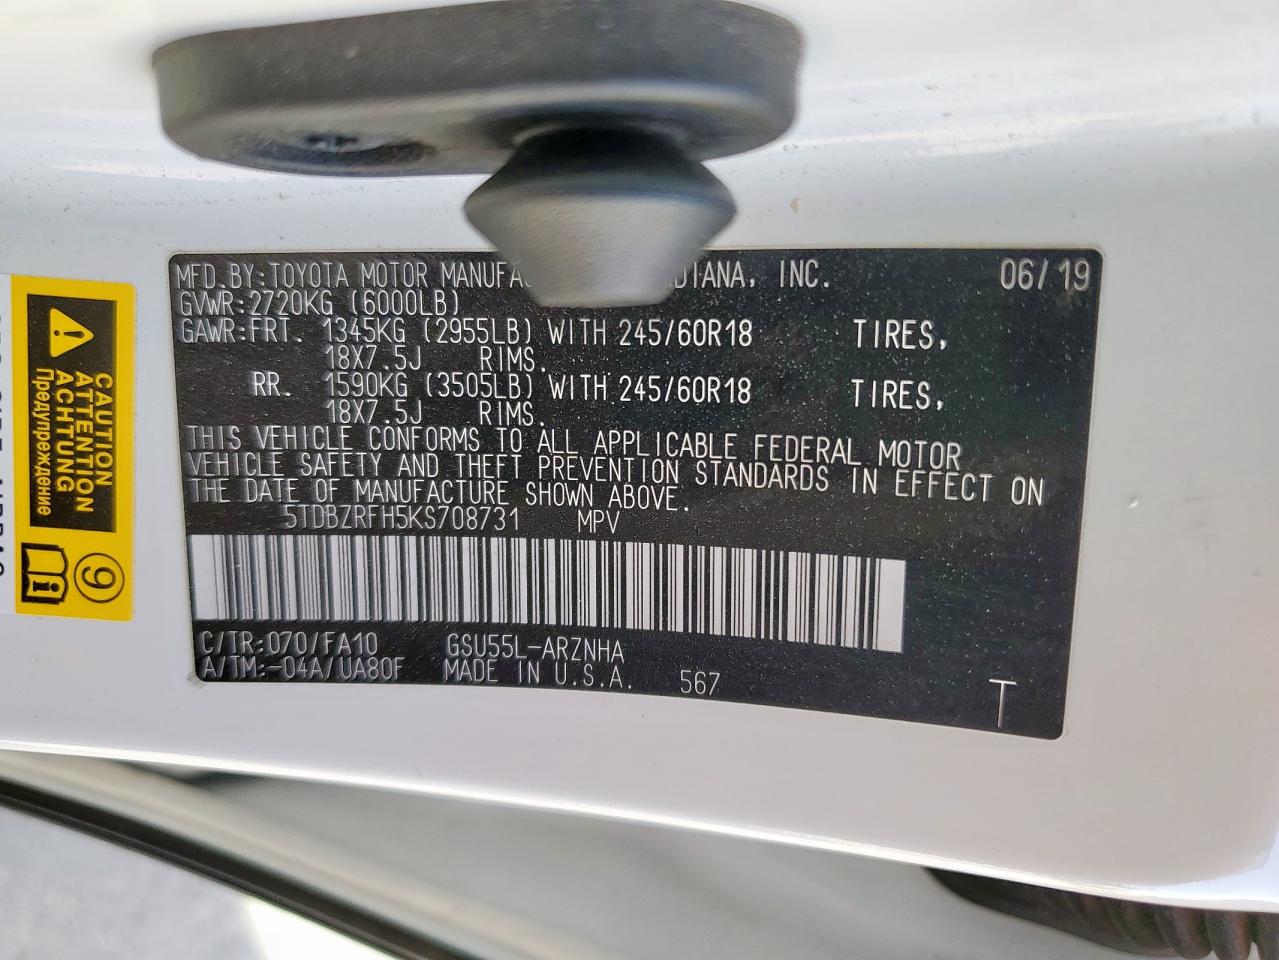 MFD.BY:TOYOTA MOTOR MANUFA DIANA, INC. 06/19
GVWR:2720KG (6000LB)
GAWR:FRT. 1345KG (2955LB) WITH 245/60R18 TIRES,
18X7.5J RIMS.
RR. 1590KG (3505LB) WITH 245/60R18 TIRES,
18X7.5J RIMS.
THIS VEHICLE CONFORMS TO ALL APPLICABLE FEDERAL MOTOR
VEHICLE SAFETY AND THEFT PREVENTION STANDARDS IN EFFECT ON
THE DATE OF MANUFACTURE SHOWN ABOVE.
5TDBZRFH5KS708731 MPV
C/TR:070/FA10 GSU55L-ARZNHA
A/TM:-04A/UA80F MADE IN U.S.A. 567
T
CAUTION
ATTENTION
ACHTUNG
Предупреждение
9
i